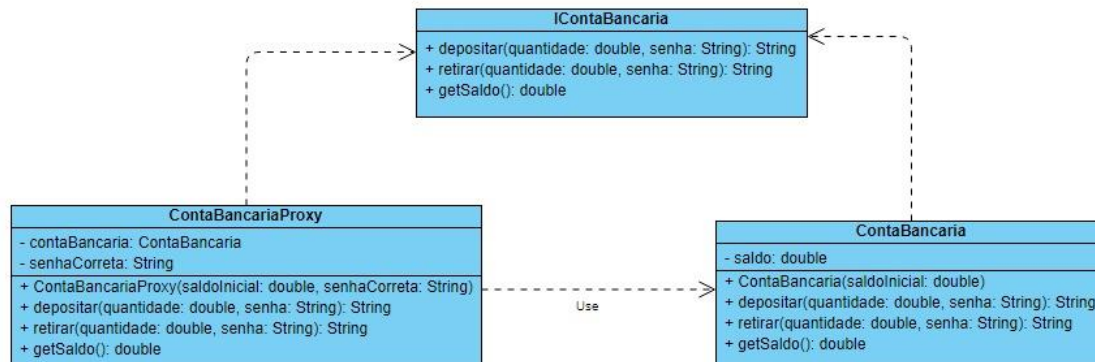 IContaBancaria
+ depositar(quantidade: double, senha: String): String
+ retirar(quantidade: double, senha: String): String
+ getSaldo(): double
ContaBancariaProxy
- contaBancaria: ContaBancaria
- senhaCorreta: String
+ ContaBancariaProxy(saldoInicial: double, senhaCorreta: String)
+ depositar(quantidade: double, senha: String): String
+ retirar(quantidade: double, senha: String): String
+ getSaldo(): double
Use
ContaBancaria
- saldo: double
+ ContaBancaria(saldoInicial: double)
+ depositar(quantidade: double, senha: String): String
+ retirar(quantidade: double, senha: String): String
+ getSaldo(): double